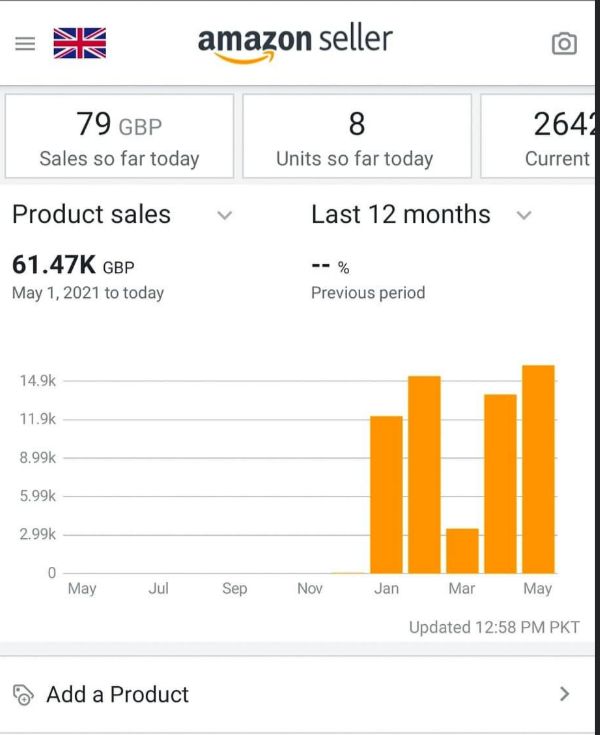 amazon seller
79 GBP
Sales so far today
8
Units so far today
2642
Current
Product sales
Last 12 months
61.47K GBP
May 1, 2021 to today
-- %
Previous period
14.9k
11.9k
8.99k
5.99k
2.99k
0
May Jul Sep Nov Jan Mar May
Updated 12:58 PM PKT
Add a Product